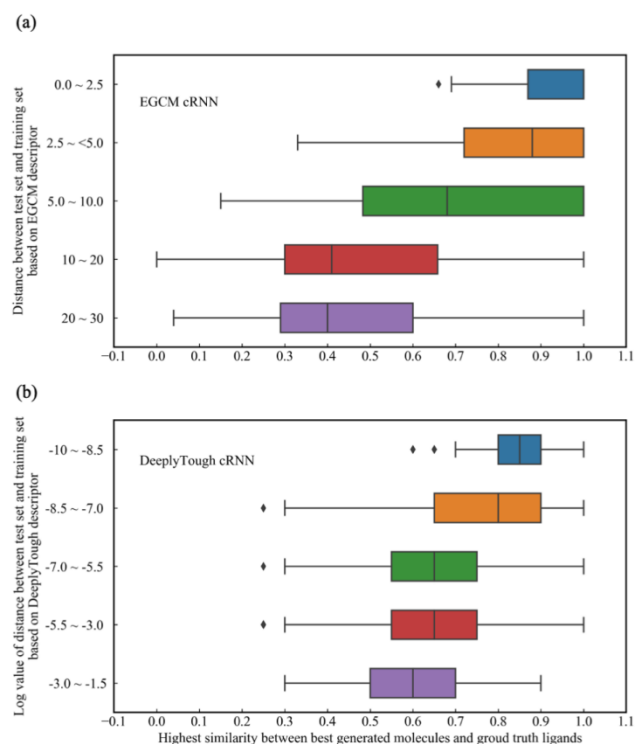 (a)
Distance between test set and training set
based on EGCM descriptor
EGCM cRNN
0.0 ~ 2.5
2.5 ~ <5.0
5.0 ~ 10.0
10 ~ 20
20 ~ 30
−0.1 0.0 0.1 0.2 0.3 0.4 0.5 0.6 0.7 0.8 0.9 1.0 1.1
(b)
Log value of distance between test set and training set
based on DeeplyTough descriptor
DeeplyTough cRNN
-10 ~ -8.5
-8.5 ~ -7.0
-7.0 ~ -5.5
-5.5 ~ -3.0
-3.0 ~ -1.5
−0.1 0.0 0.1 0.2 0.3 0.4 0.5 0.6 0.7 0.8 0.9 1.0 1.1
Highest similarity between best generated molecules and groud truth ligands